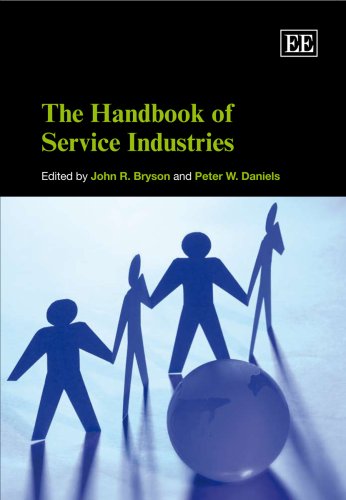 EE
The Handbook of
Service Industries
Edited by John R. Bryson and Peter W. Daniels